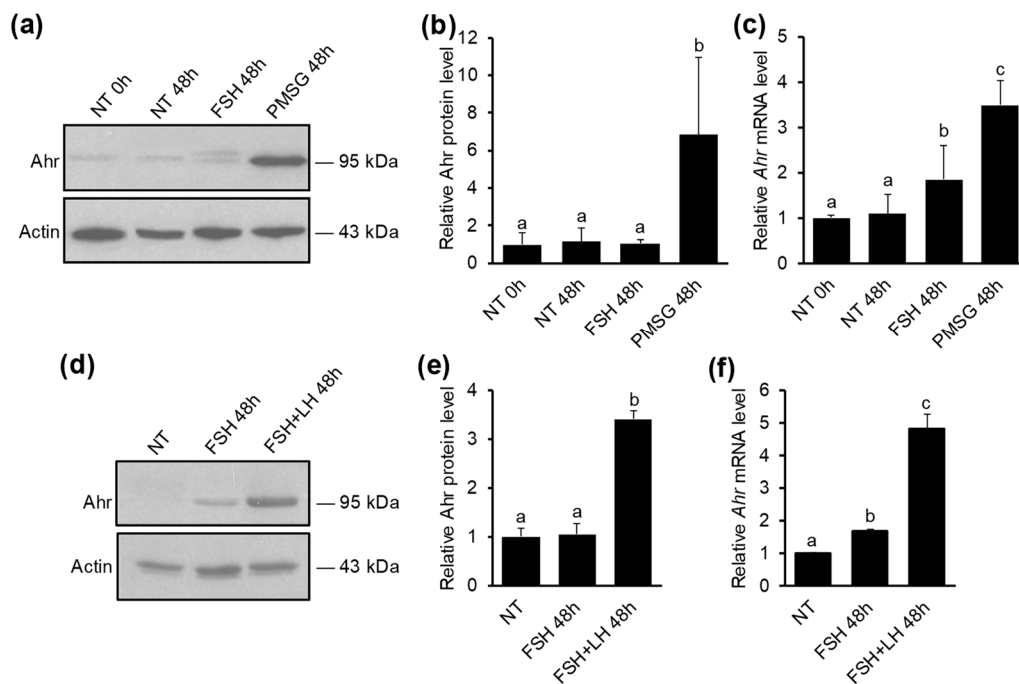 (a)
NT 0h
NT 48h
FSH 48h
PMSG 48h
Ahr
95 kDa
Actin
43 kDa
(b)
Relative Ahr protein level
12
10
8
6
4
2
0
a
a
a
b
NT 0h
NT 48h
FSH 48h
PMSG 48h
(c)
Relative Ahr mRNA level
5
4
3
2
1
0
a
a
b
c
NT 0h
NT 48h
FSH 48h
PMSG 48h
(d)
NT
FSH 48h
FSH+LH 48h
Ahr
95 kDa
Actin
43 kDa
(e)
Relative Ahr protein level
4
3
2
1
0
a
a
b
NT
FSH 48h
FSH+LH 48h
(f)
Relative Ahr mRNA level
6
5
4
3
2
1
0
a
b
c
NT
FSH 48h
FSH+LH 48h